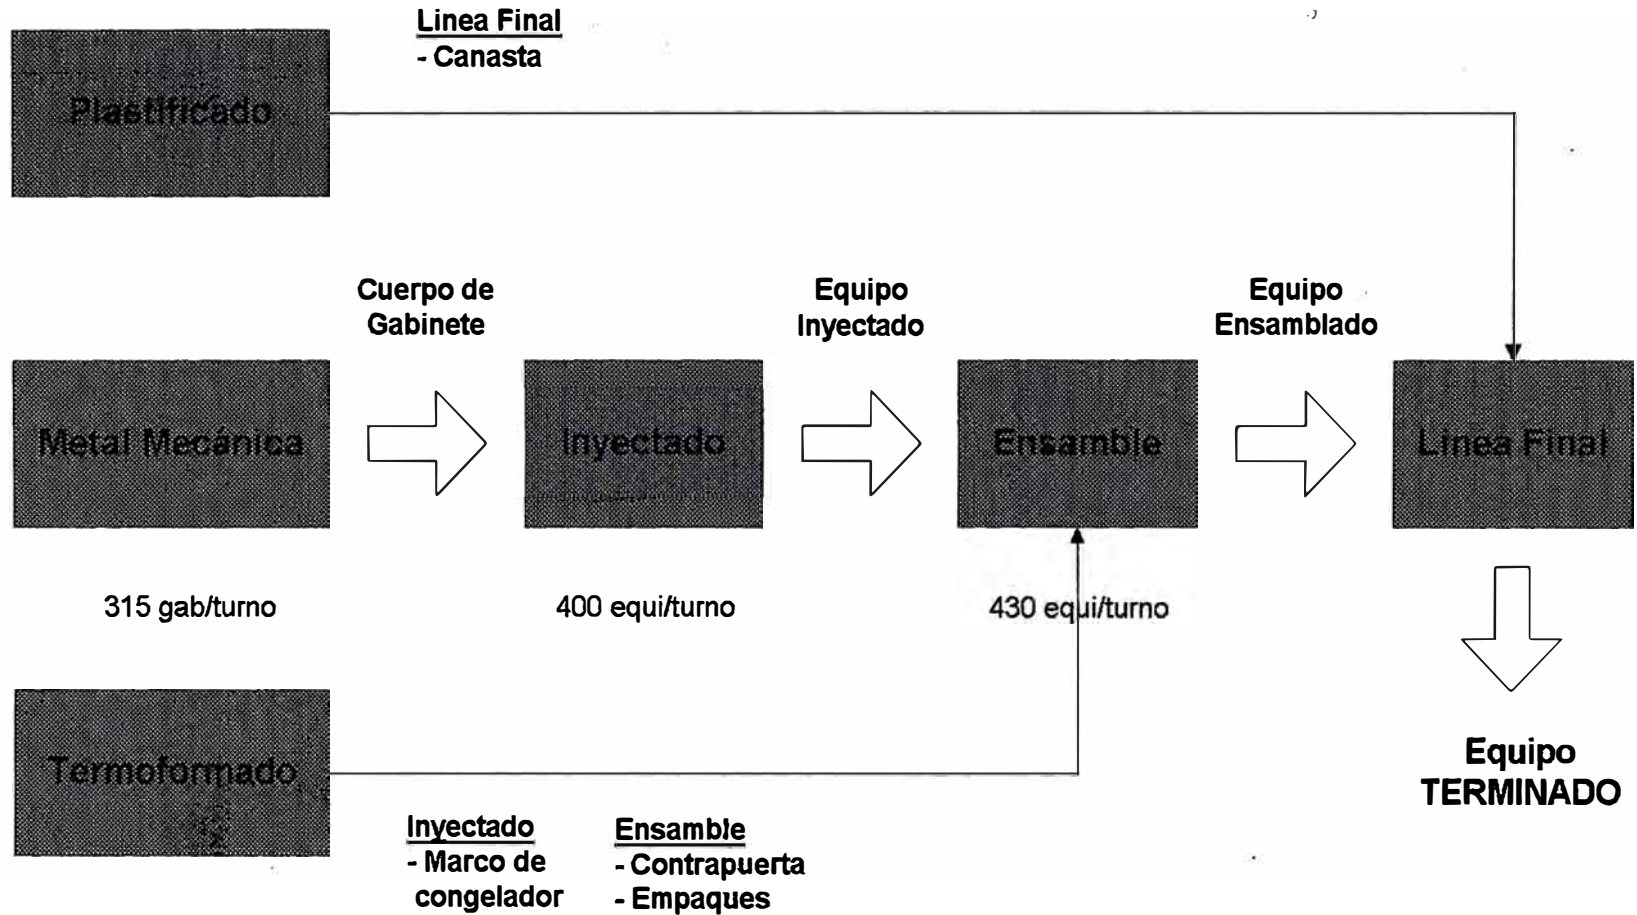 Linea Final
- Canasta
Plastificado
Cuerpo de
Gabinete
Equipo
Inyectado
Equipo
Ensamblado
Metal Mecánica
Inyectado
Ensamble
Linea Final
315 gab/turno
400 equi/turno
430 equi/turno
Termoformado
Equipo
TERMINADO
Inyectado
- Marco de
congelador
Ensamble
- Contrapuerta
- Empaques